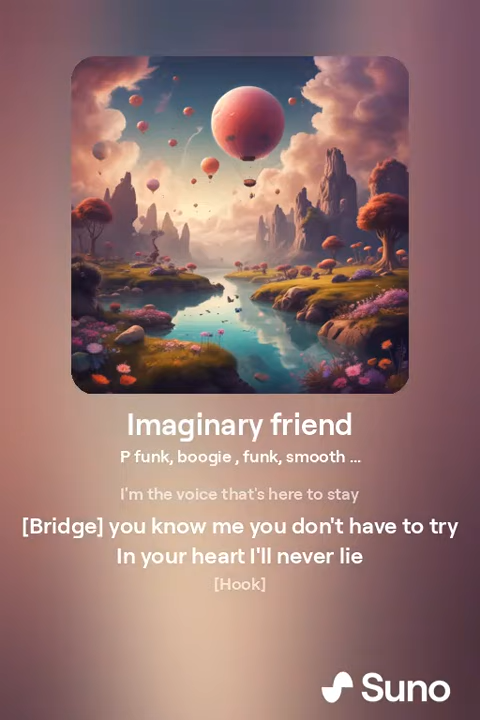 Imaginary friend
P funk, boogie , funk, smooth ...
I'm the voice that's here to stay
[Bridge] you know me you don't have to try
In your heart I'll never lie
[Hook]
Suno